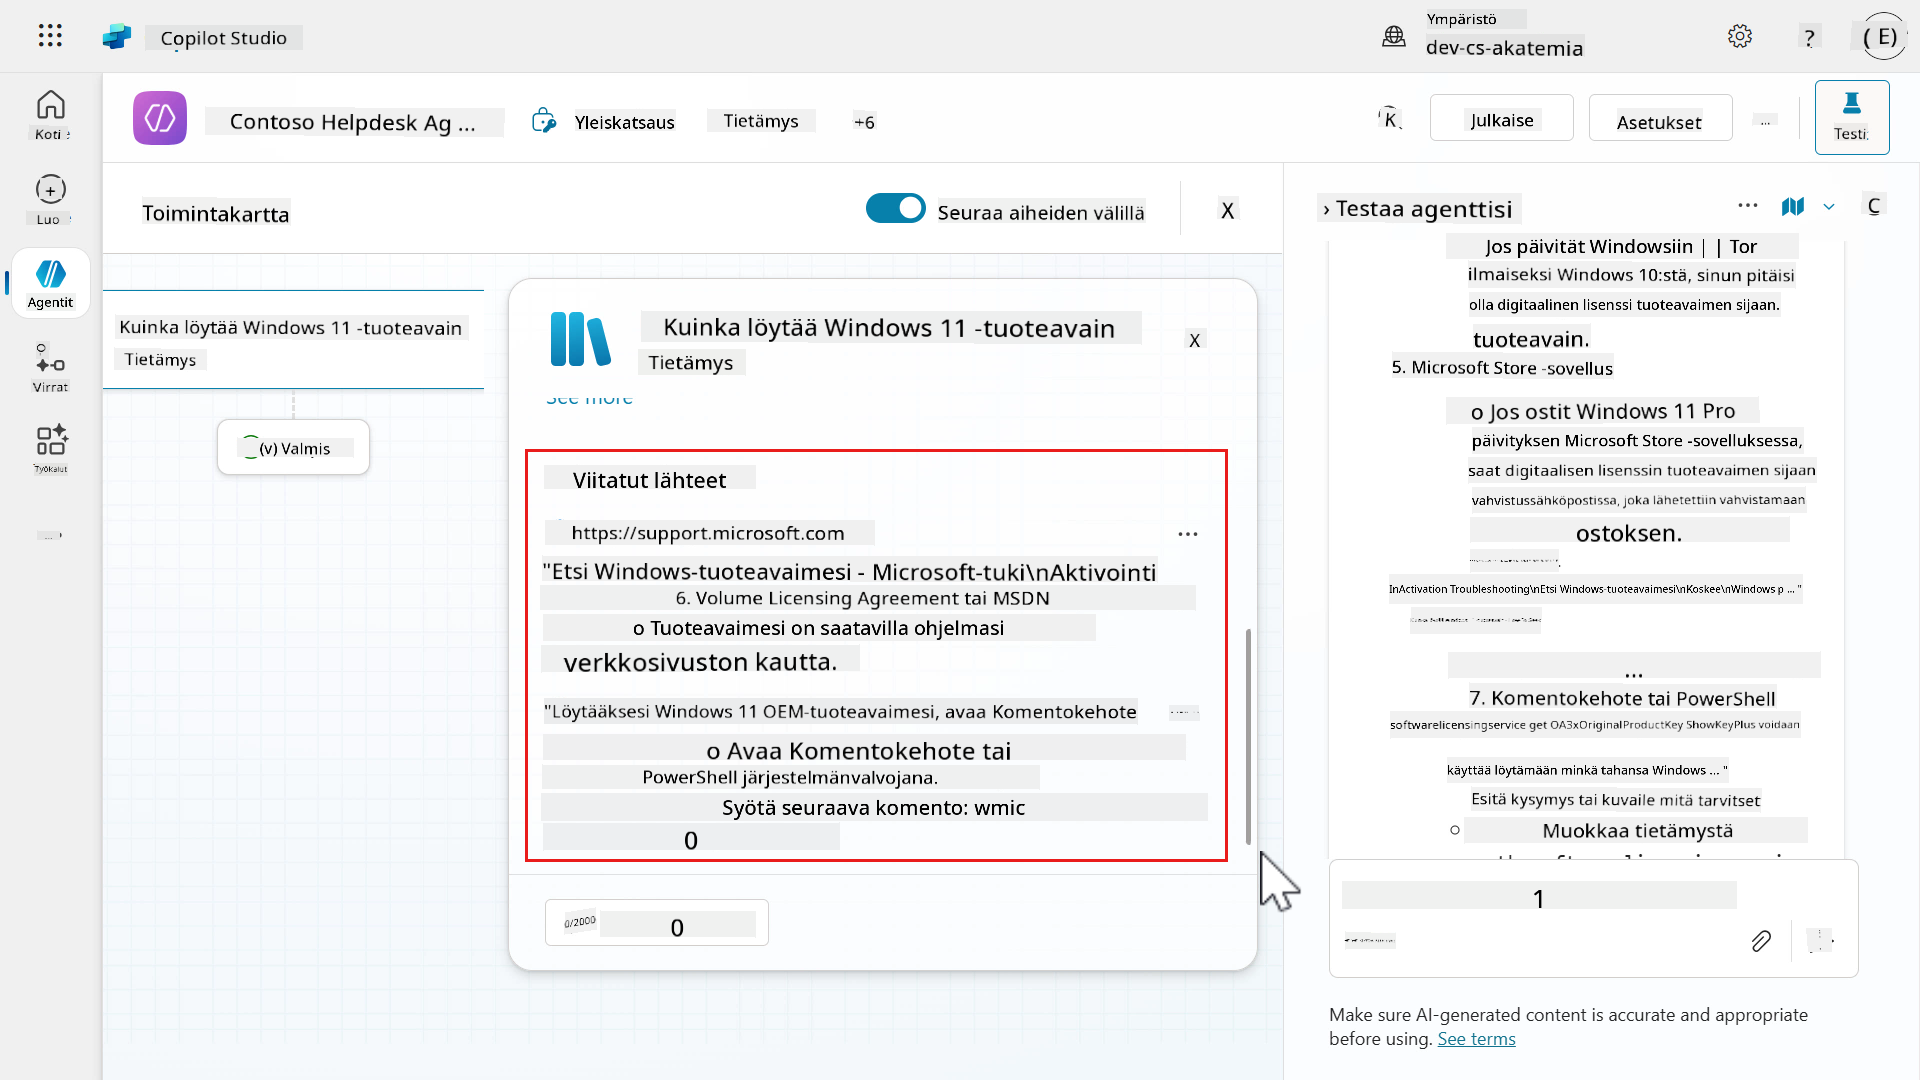 Copilot Studio
Ympäristö
dev-cs-akatemia
?
( E)
Koti
Luo
Agentit
Virrat
Työkalut
...
Contoso Helpdesk Ag ...
Yleiskatsaus
Tietämys
+6
K
Julkaise
Asetukset
...
Testi
Toimintakartta
Seuraa aiheiden välillä
X
Kuinka löytää Windows 11 -tuoteavain
Tietämys
(v) Valmis
Kuinka löytää Windows 11 -tuoteavain
Tietämys
X
See more
Viitatut lähteet
https://support.microsoft.com
...
"Etsi Windows-tuoteavaimesi - Microsoft-tuki\nAktivointi
6. Volume Licensing Agreement tai MSDN
o Tuoteavaimesi on saatavilla ohjelmasi
verkkosivuston kautta.
"Löytääksesi Windows 11 OEM-tuoteavaimesi, avaa Komentokehote
o Avaa Komentokehote tai
PowerShell järjestelmänvalvojana.
Syötä seuraava komento: wmic
0
0/2000
0
› Testaa agenttisi
...
C
Jos päivität Windowsiin | | Tor
ilmaiseksi Windows 10:stä, sinun pitäisi
olla digitaalinen lisenssi tuoteavaimen sijaan.
tuoteavain.
5. Microsoft Store -sovellus
o Jos ostit Windows 11 Pro
päivityksen Microsoft Store -sovelluksessa,
saat digitaalisen lisenssin tuoteavaimen sijaan
vahvistussähköpostissa, joka lähetettiin vahvistamaan
ostoksen.
InActivation Troubleshooting\nEtsi Windows-tuoteavaimesi\nKoskee\nWindows p ... "
...
7. Komentokehote tai PowerShell
softwarelicensingservice get OA3xOriginalProductKey ShowKeyPlus voidaan
käyttää löytämään minkä tahansa Windows ... "
Esitä kysymys tai kuvaile mitä tarvitset
Muokkaa tietämystä
1
Make sure AI-generated content is accurate and appropriate
before using. See terms